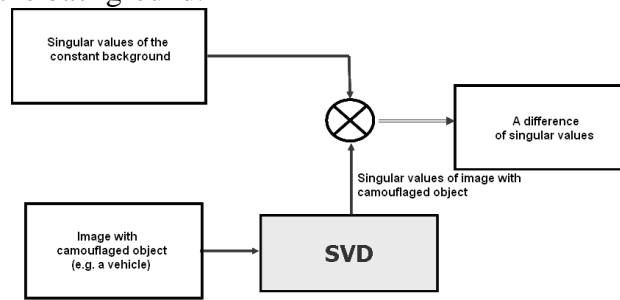 Singular values of the
constant background
A difference
of singular values
Singular values of image with
camouflaged object
Image with
camouflaged object
(e.g. a vehicle)
SVD